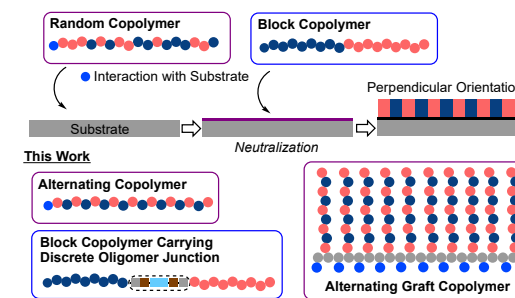 Random Copolymer
Block Copolymer
Interaction with Substrate
Perpendicular Orientatio
Substrate
Neutralization
This Work
Alternating Copolymer
Block Copolymer Carrying
Discrete Oligomer Junction
Alternating Graft Copolymer